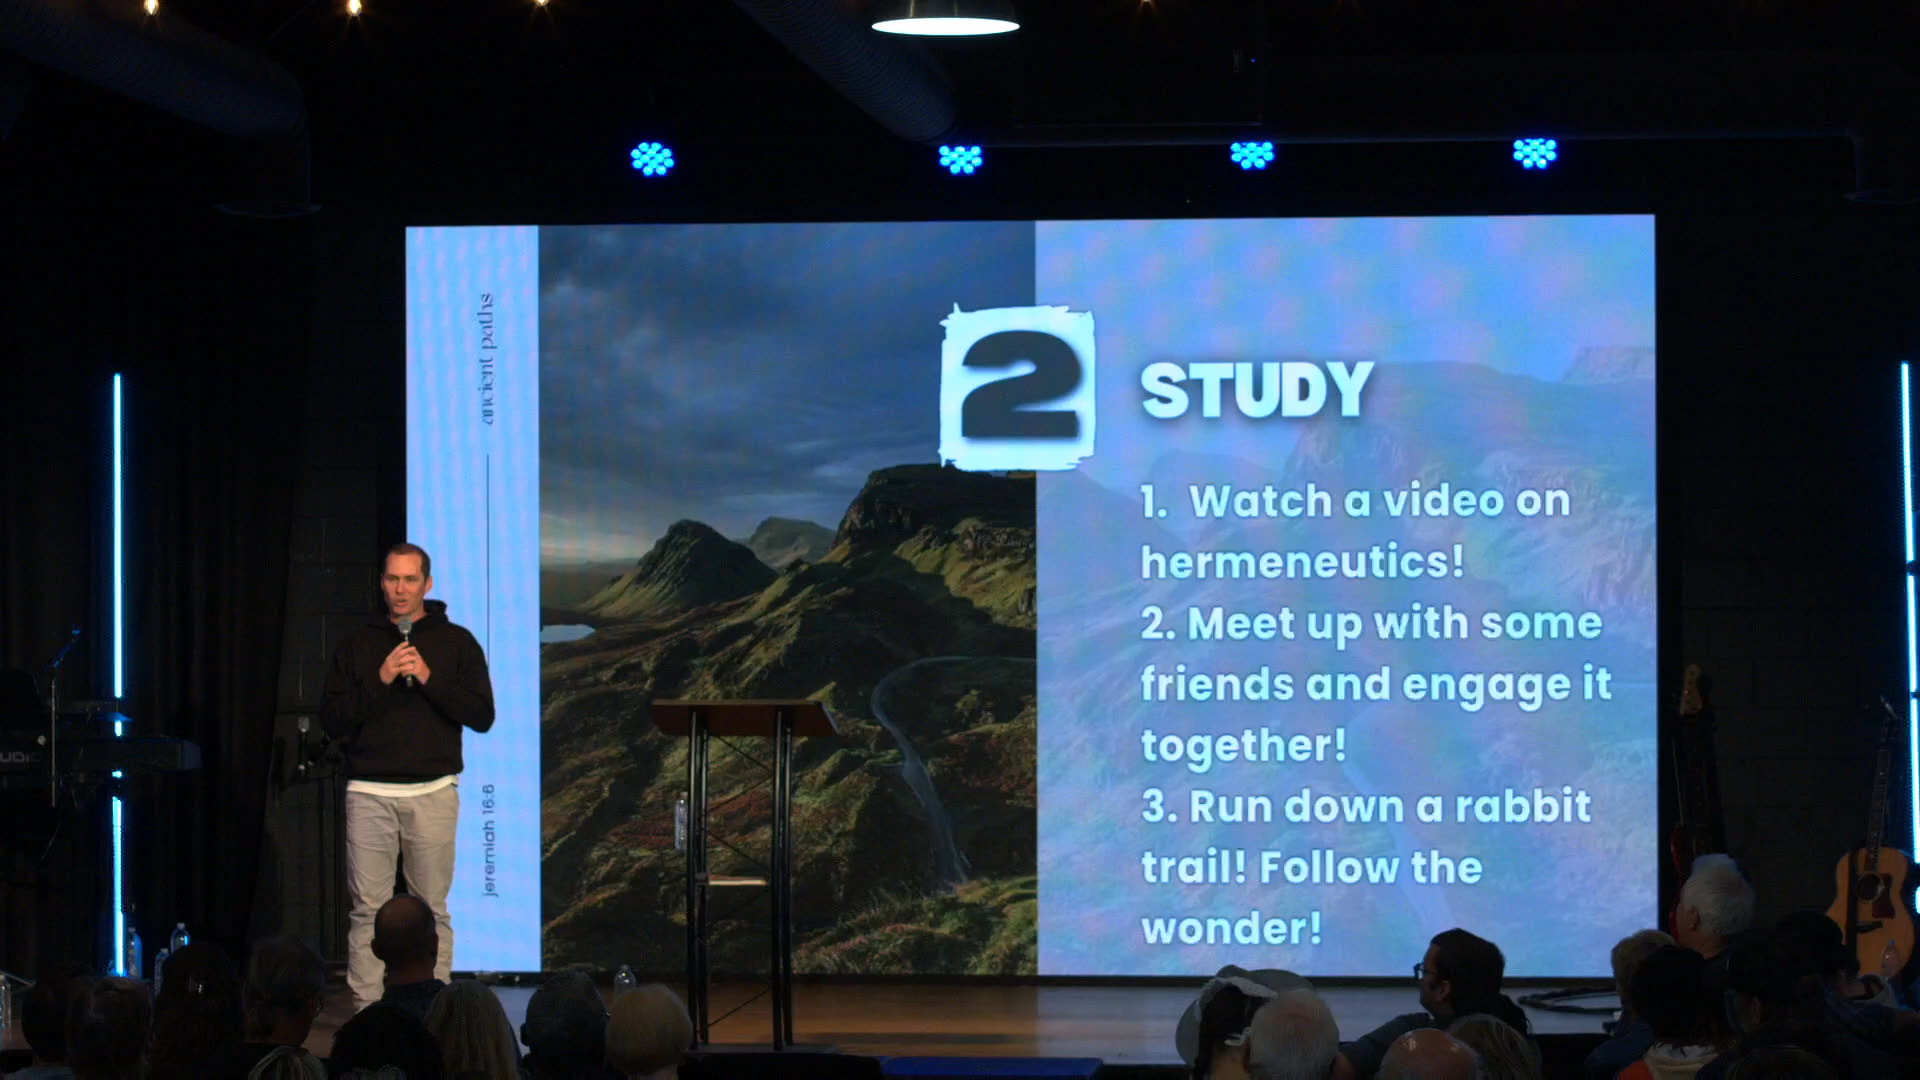 ancient paths
jeremiah 16:6
2
STUDY
1. Watch a video on
hermeneutics!
2. Meet up with some
friends and engage it
together!
3. Run down a rabbit
trail! Follow the
wonder!